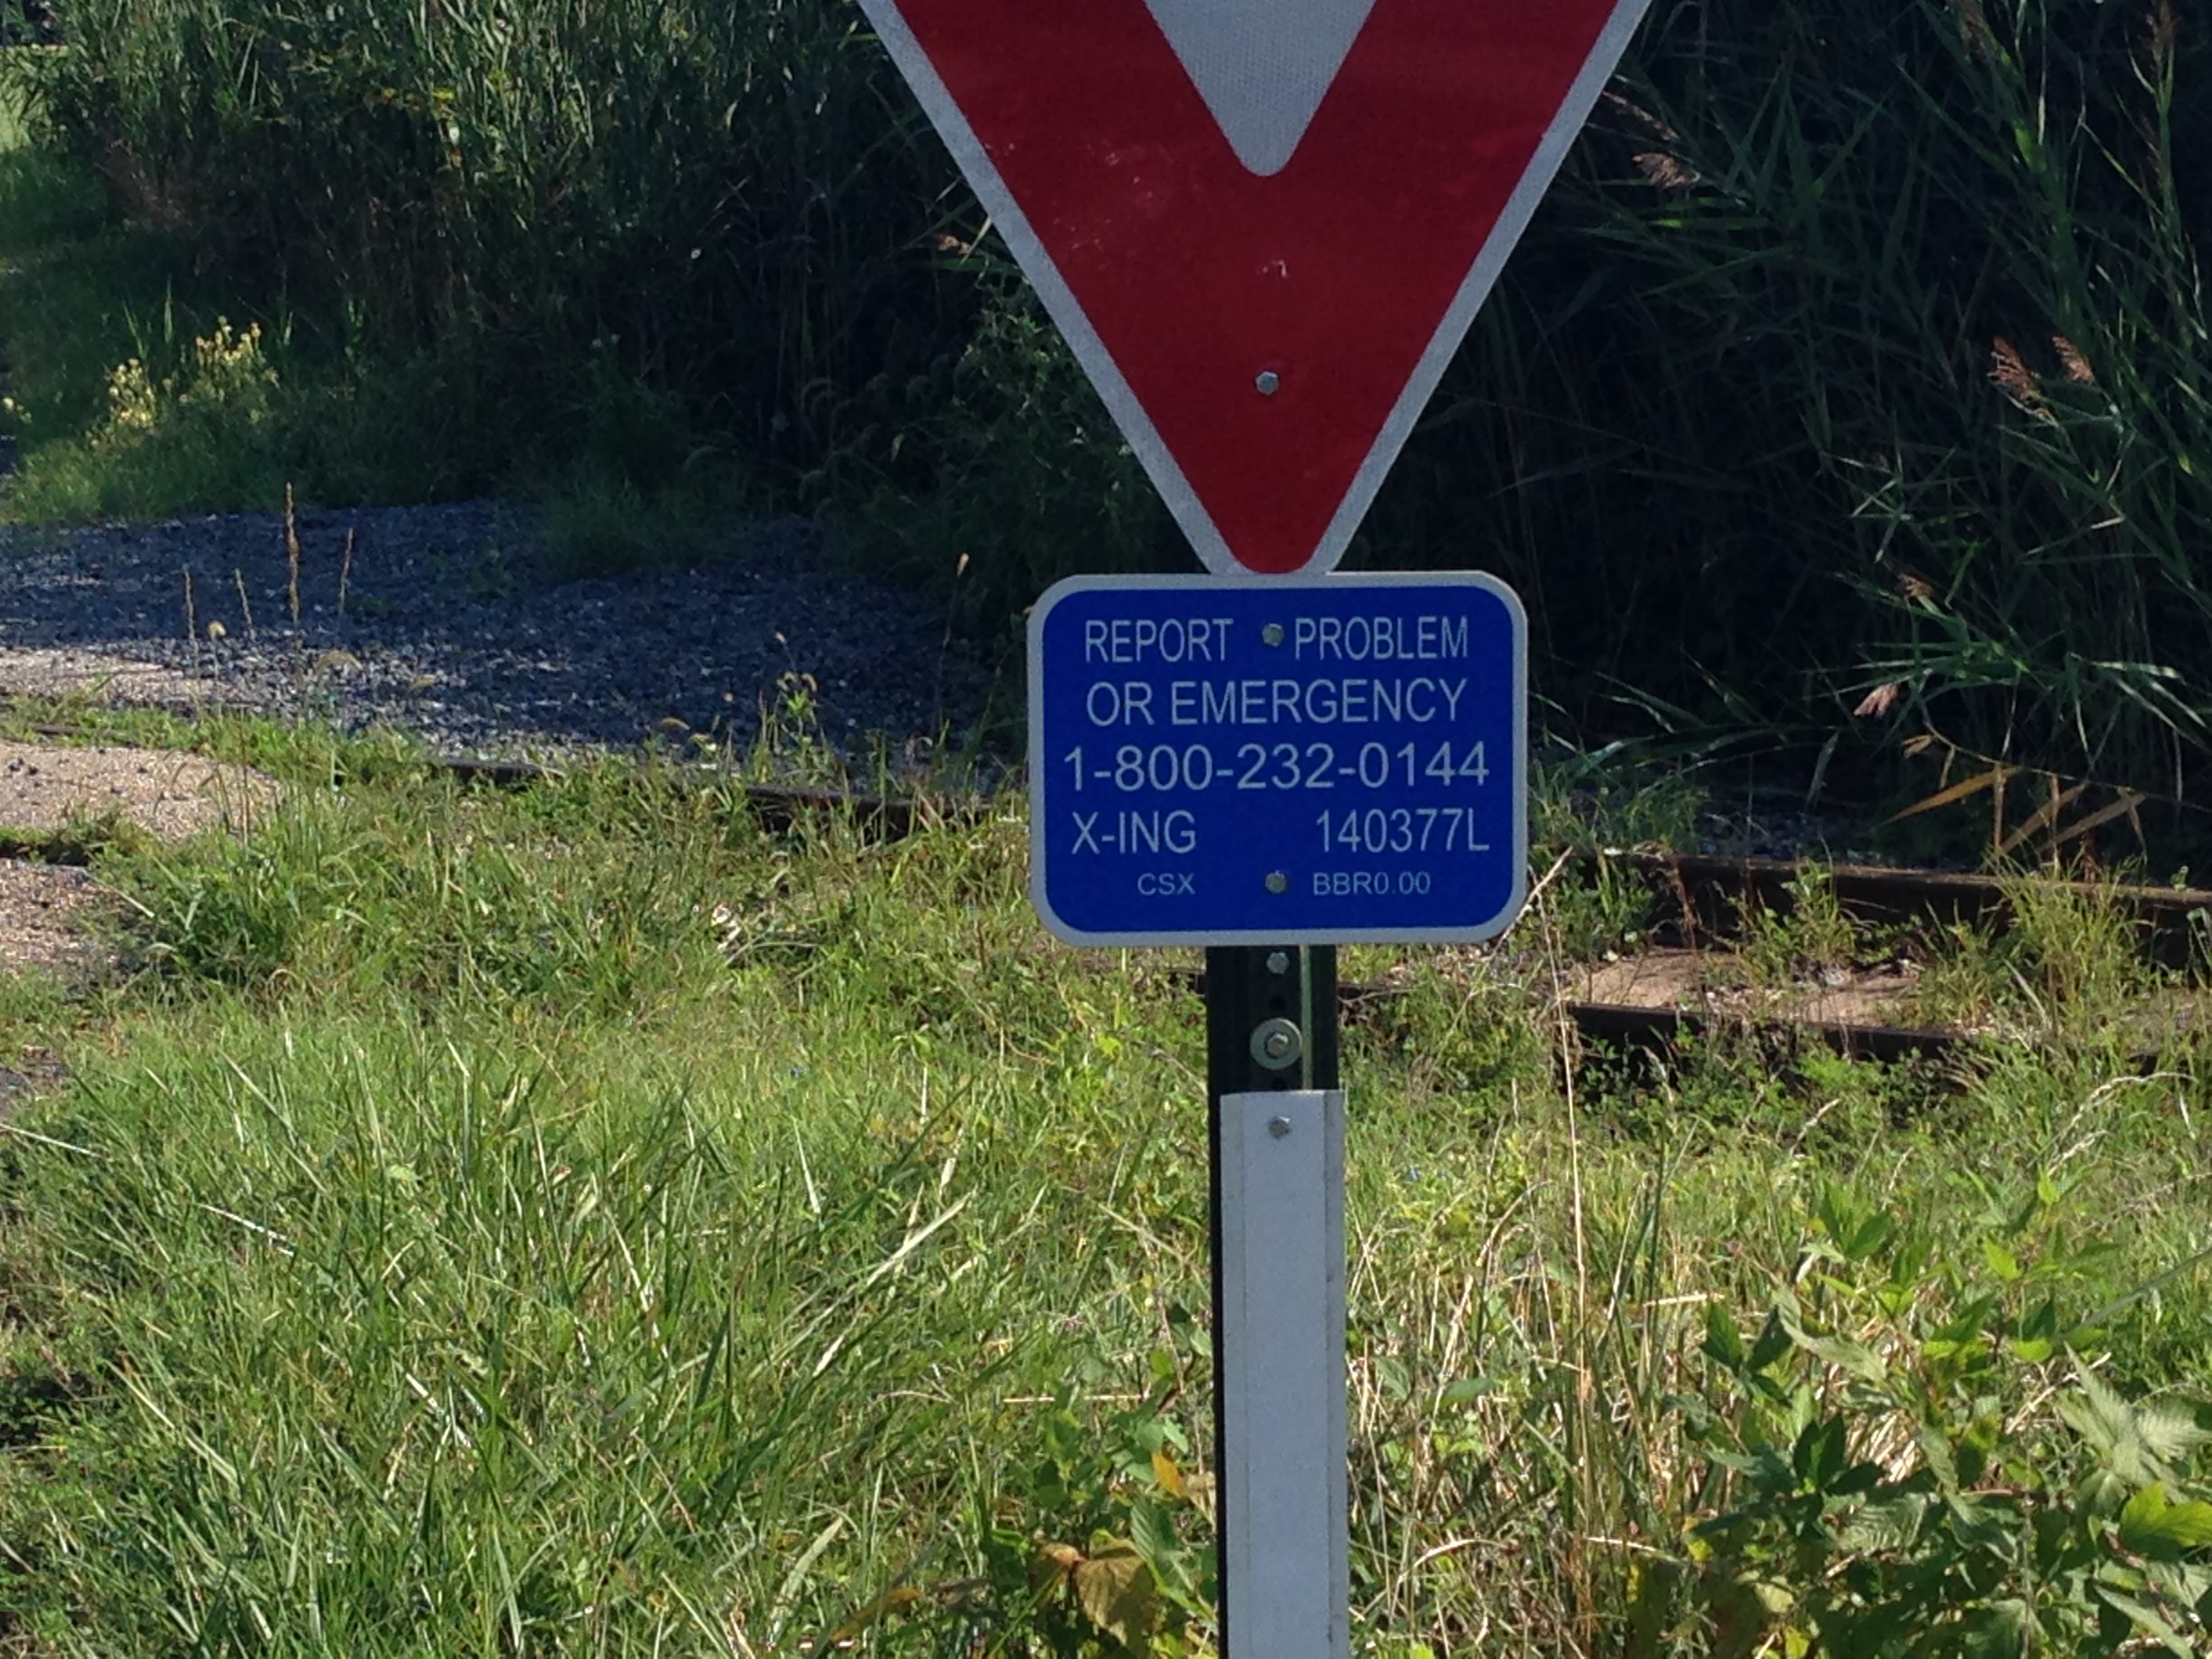 REPORT PROBLEM
OR EMERGENCY
1-800-232-0144
X-ING 140377L
CSX BBR0.00